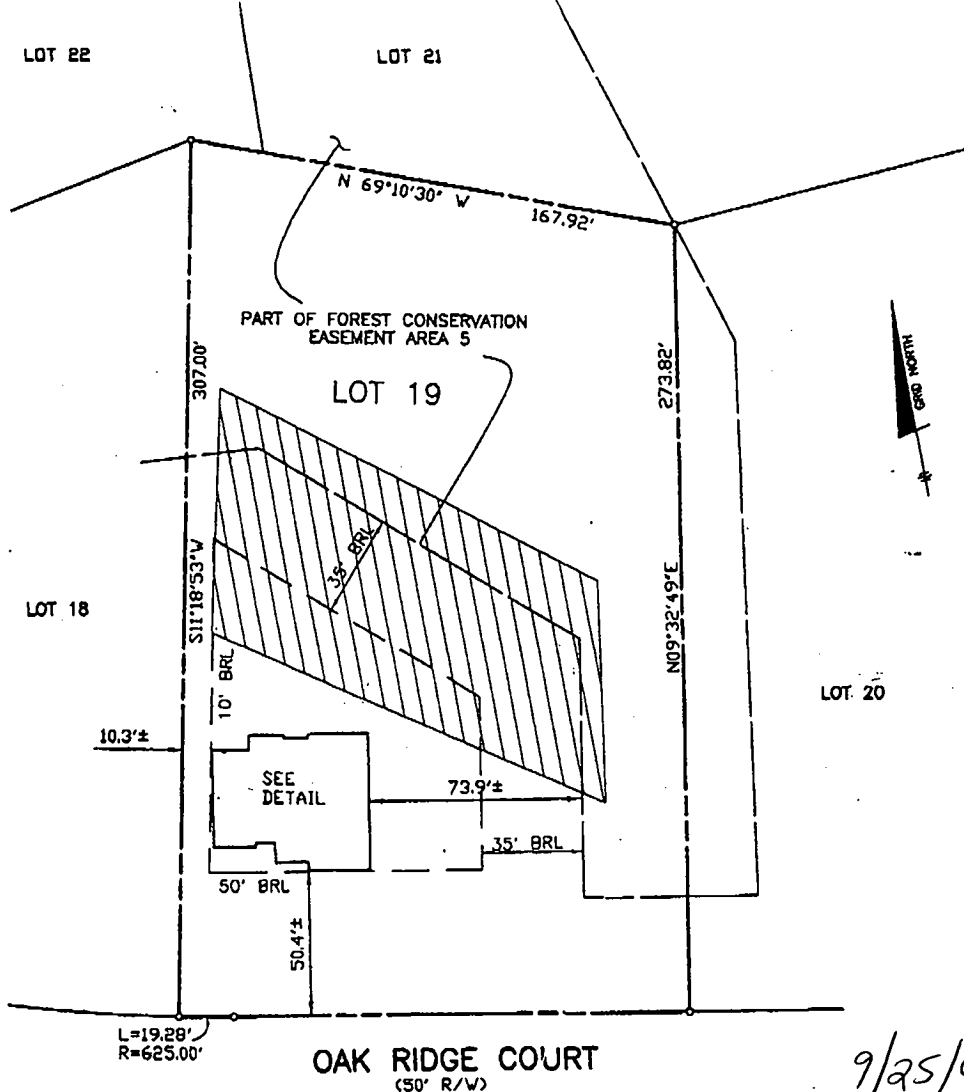 LOT 22
LOT 21
N 69°10'30" W
167.92'
PART OF FOREST CONSERVATION
EASEMENT AREA 5
LOT 19
307.00'
273.82'
GRID NORTH
35' BRL
S11°18'53"W
N09°32'49"E
LOT 18
LOT 20
10' BRL
10.3'±
SEE
DETAIL
73.9'±
35' BRL
50' BRL
50.4'±
L=19.28'
R=625.00'
OAK RIDGE COURT
(50' R/W)
9/25/